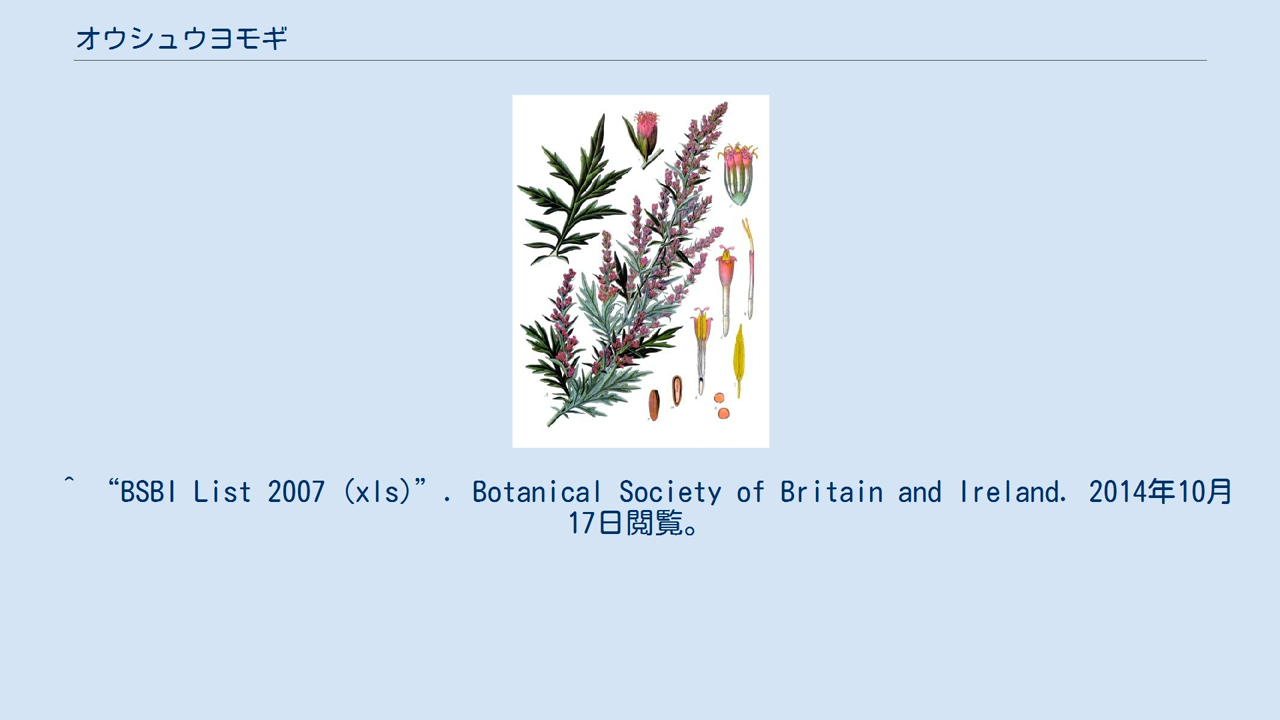 オウシュウヨモギ
^ “BSBI List 2007 (xls)”. Botanical Society of Britain and Ireland. 2014年10月
17日閲覧。